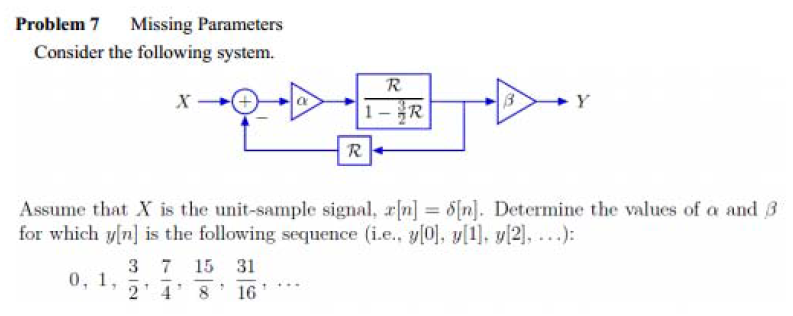 Problem 7 Missing Parameters
Consider the following system.
X + α R / (1 − 3/2 R) β Y
−
R
Assume that X is the unit-sample signal, x[n] = δ[n]. Determine the values of α and β
for which y[n] is the following sequence (i.e., y[0], y[1], y[2], ...):
0, 1, 3/2, 7/4, 15/8, 31/16, ...